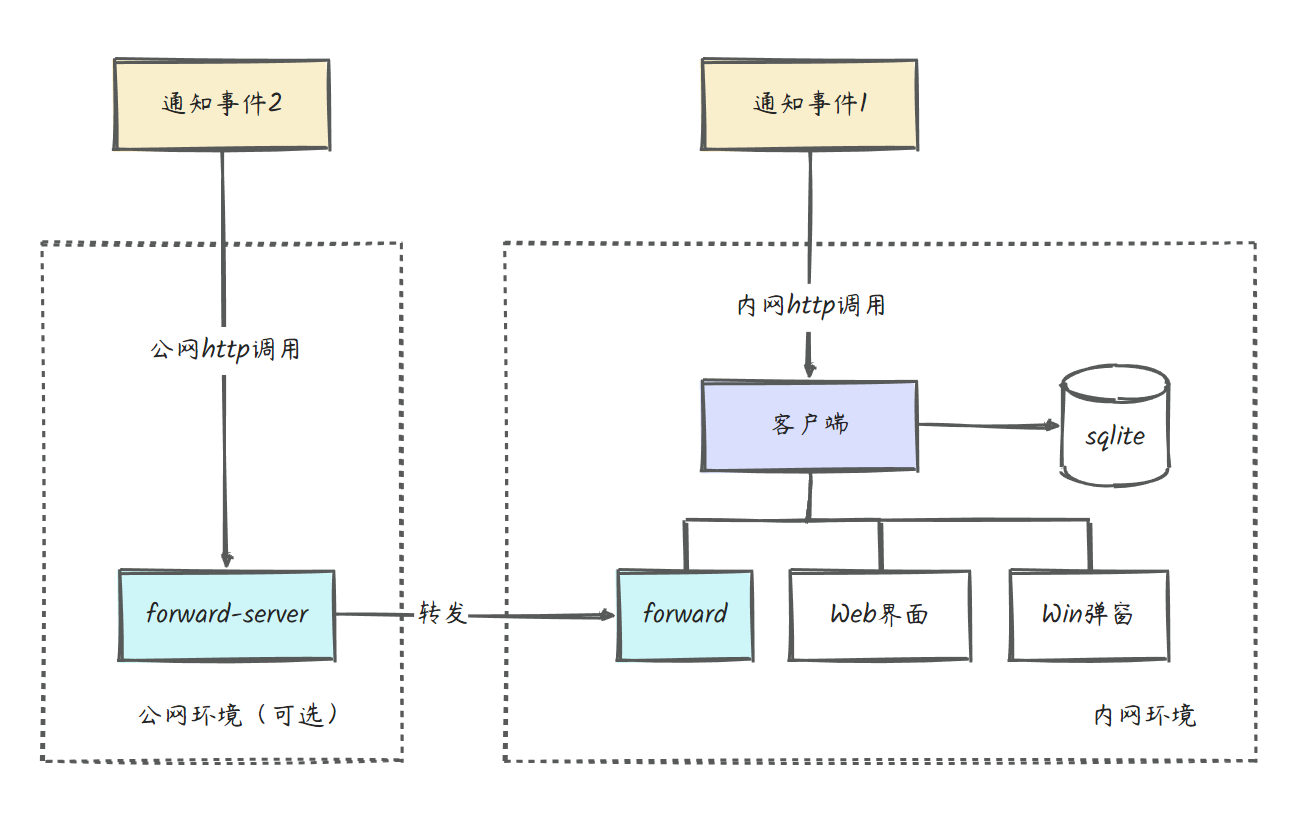 通知事件2
通知事件1
内网http调用
公网http调用
客户端
sqlite
forward-server
转发
forward
Web界面
Win弹窗
公网环境（可选）
内网环境